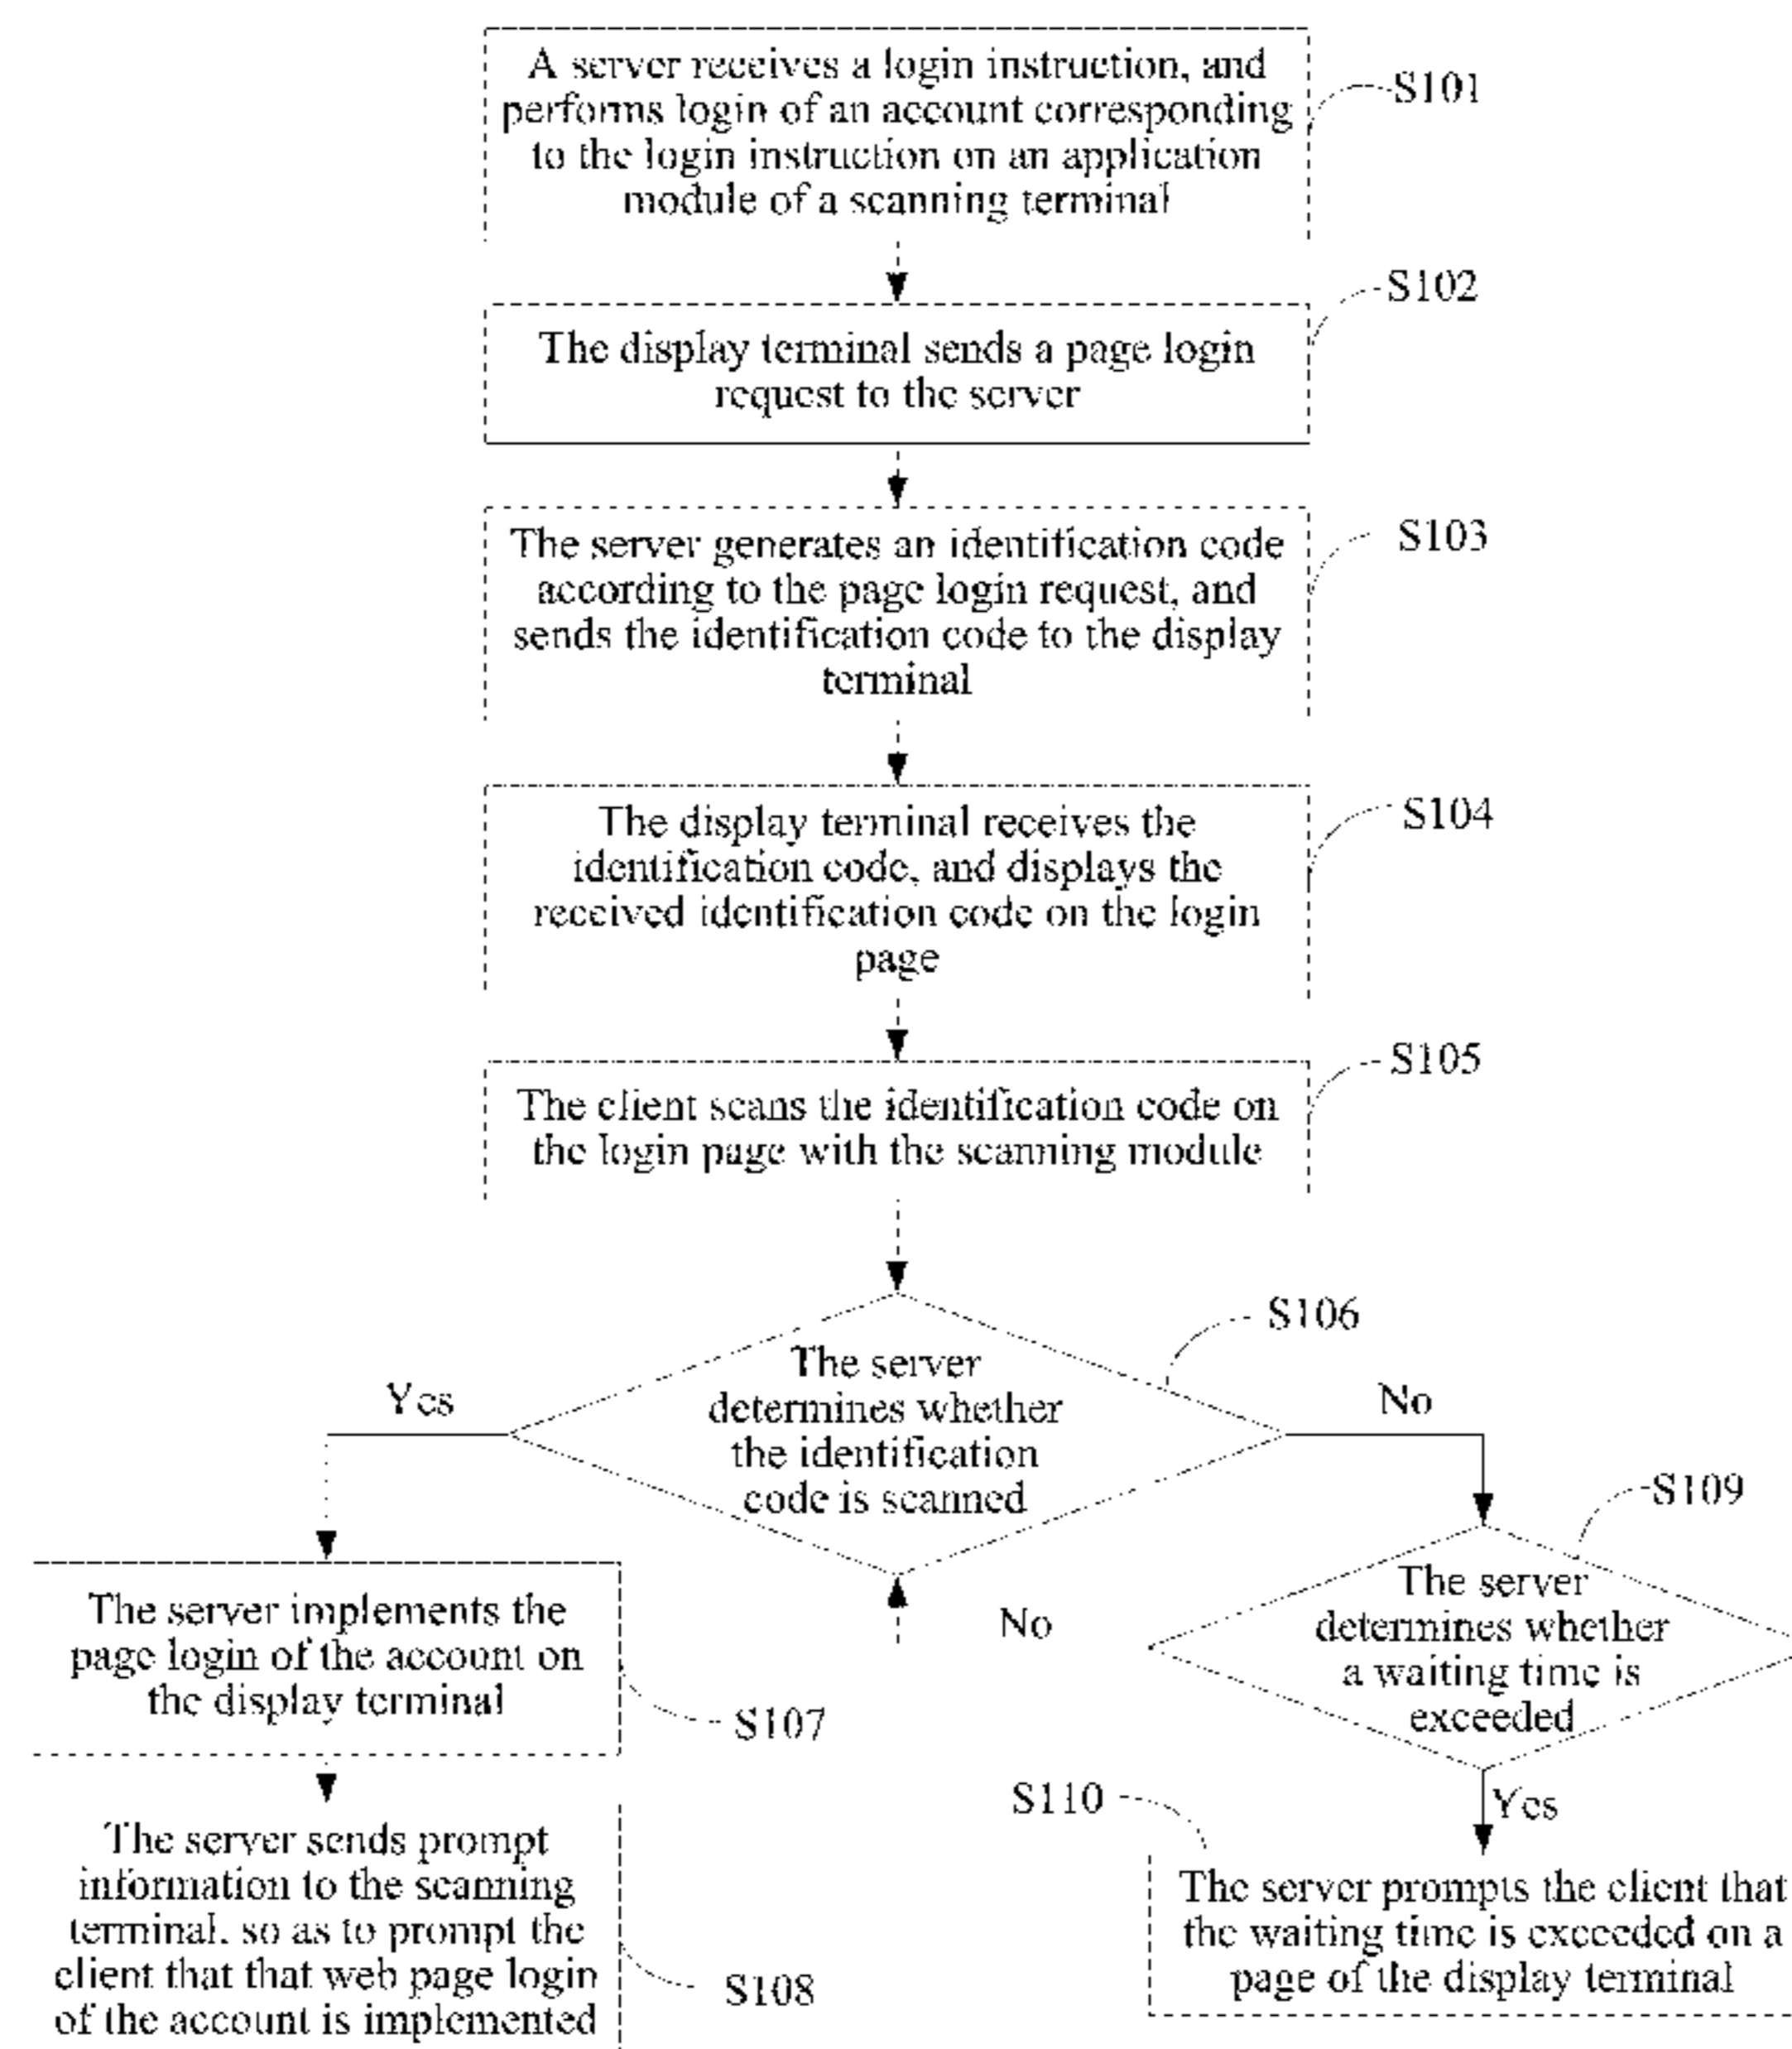 A server receives a login instruction, and
performs login of an account corresponding
to the login instruction on an application
module of a scanning terminal
S101
The display terminal sends a page login
request to the server
S102
The server generates an identification code
according to the page login request, and
sends the identification code to the display
terminal
S103
The display terminal receives the
identification code, and displays the
received identification code on the login
page
S104
The client scans the identification code on
the login page with the scanning module
S105
The server
determines whether
the identification
code is scanned
S106
Yes
No
The server implements the
page login of the account on
the display terminal
S107
The server sends prompt
information to the scanning
terminal, so as to prompt the
client that that web page login
of the account is implemented
S108
The server
determines whether
a waiting time is
exceeded
S109
No
Yes
S110
The server prompts the client that
the waiting time is exceeded on a
page of the display terminal